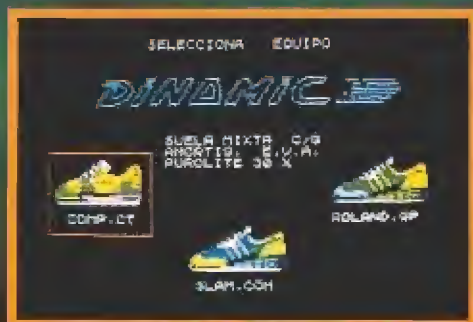 SELECCIONA EQUIPO
DINAMIC
SUELA MIXTA C/G
AMORTIG. E.V.A.
PUROLITE 30 X
COMP.CT
ROLAND.GP
SLAM.COM